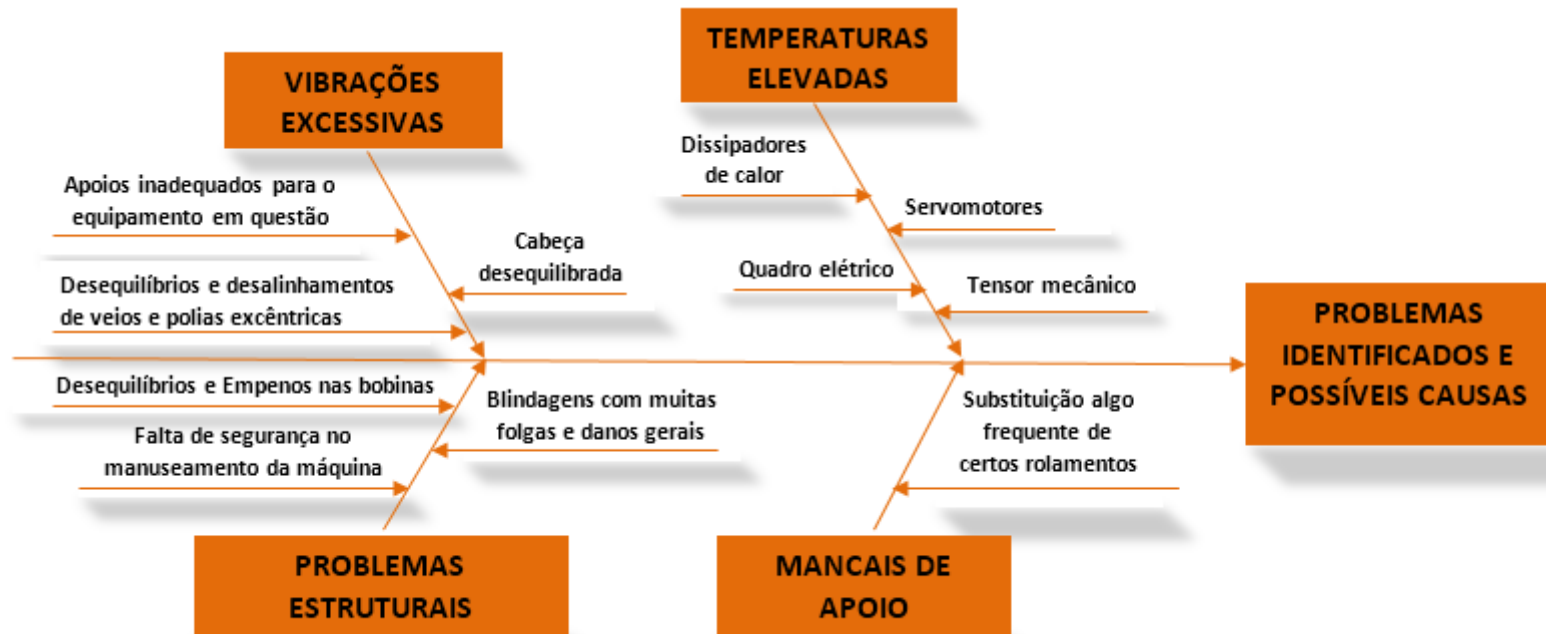 VIBRAÇÕES
EXCESSIVAS
Apoios inadequados para o
equipamento em questão
Cabeça
desequilibrada
Desequilíbrios e desalinhamentos
de veios e polias excêntricas
TEMPERATURAS
ELEVADAS
Dissipadores
de calor
Servomotores
Quadro elétrico
Tensor mecânico
PROBLEMAS
IDENTIFICADOS E
POSSÍVEIS CAUSAS
Desequilíbrios e Empenos nas bobinas
Blindagens com muitas
folgas e danos gerais
Falta de segurança no
manuseamento da máquina
PROBLEMAS
ESTRUTURAIS
Substituição algo
frequente de
certos rolamentos
MANCAIS DE
APOIO